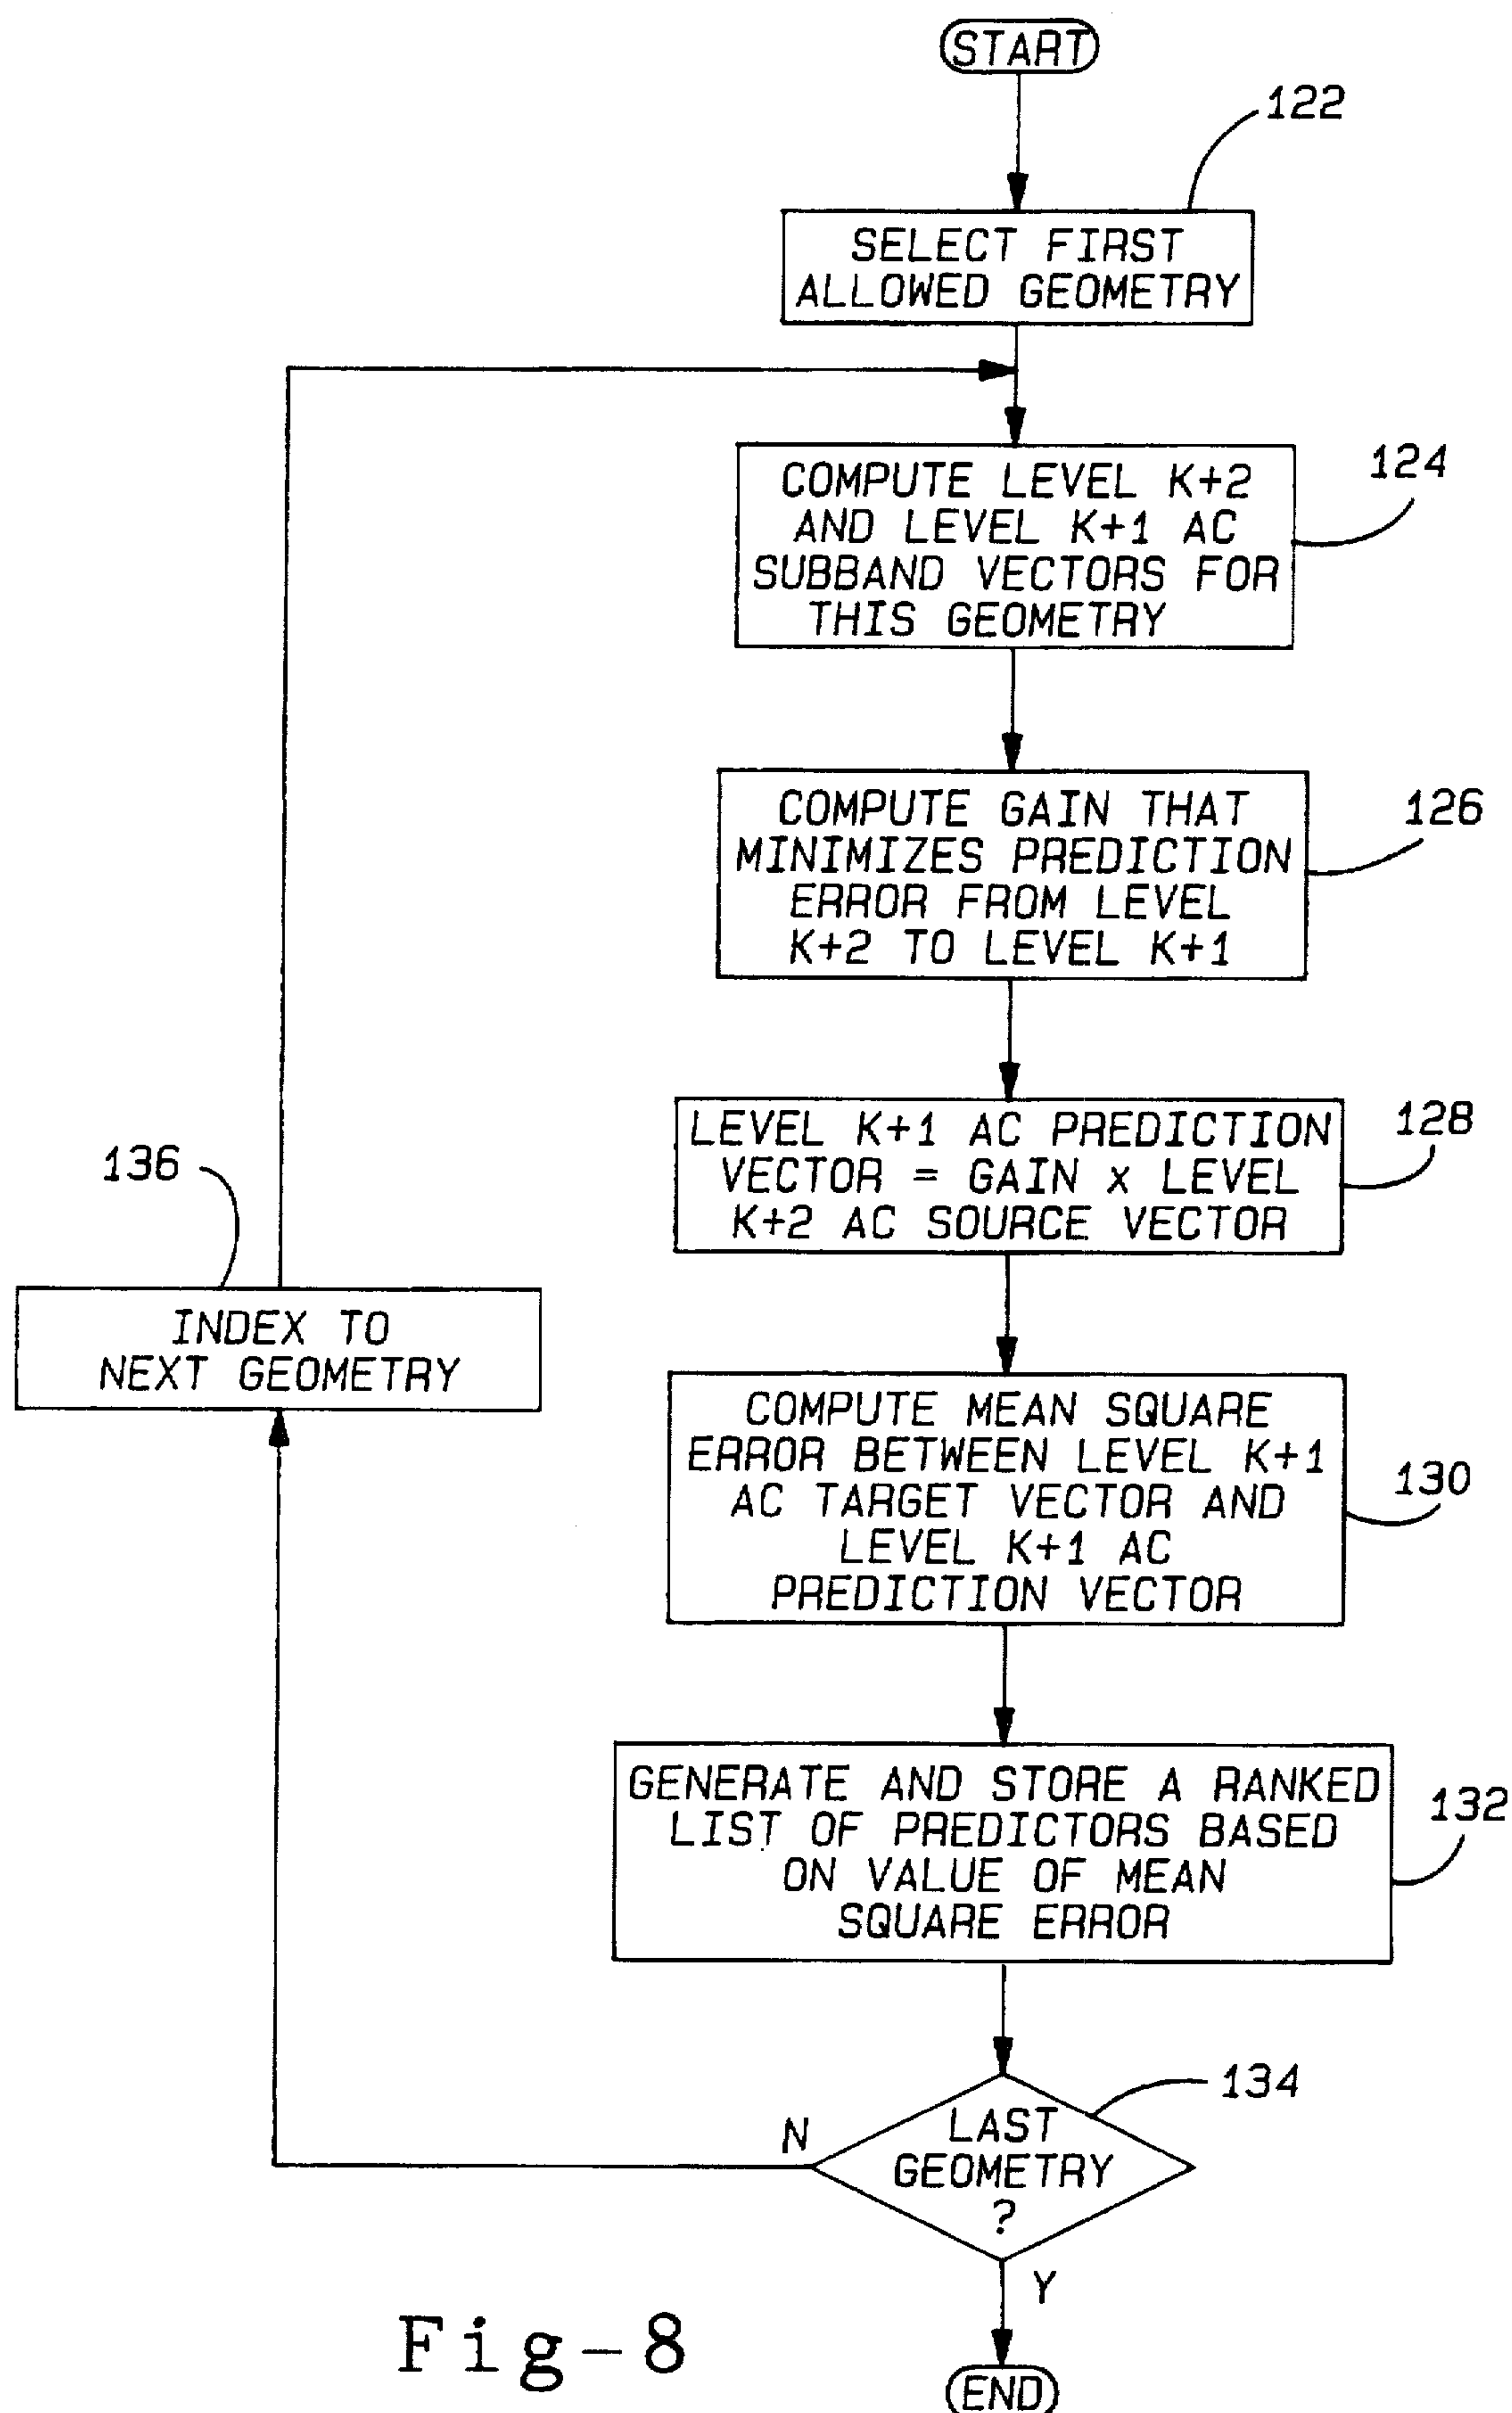 START
122
SELECT FIRST
ALLOWED GEOMETRY
COMPUTE LEVEL K+2
AND LEVEL K+1 AC
SUBBAND VECTORS FOR
THIS GEOMETRY
124
COMPUTE GAIN THAT
MINIMIZES PREDICTION
ERROR FROM LEVEL
K+2 TO LEVEL K+1
126
LEVEL K+1 AC PREDICTION
VECTOR = GAIN x LEVEL
K+2 AC SOURCE VECTOR
128
136
INDEX TO
NEXT GEOMETRY
COMPUTE MEAN SQUARE
ERROR BETWEEN LEVEL K+1
AC TARGET VECTOR AND
LEVEL K+1 AC
PREDICTION VECTOR
130
GENERATE AND STORE A RANKED
LIST OF PREDICTORS BASED
ON VALUE OF MEAN
SQUARE ERROR
132
134
N
LAST
GEOMETRY
?
Y
END
Fig-8